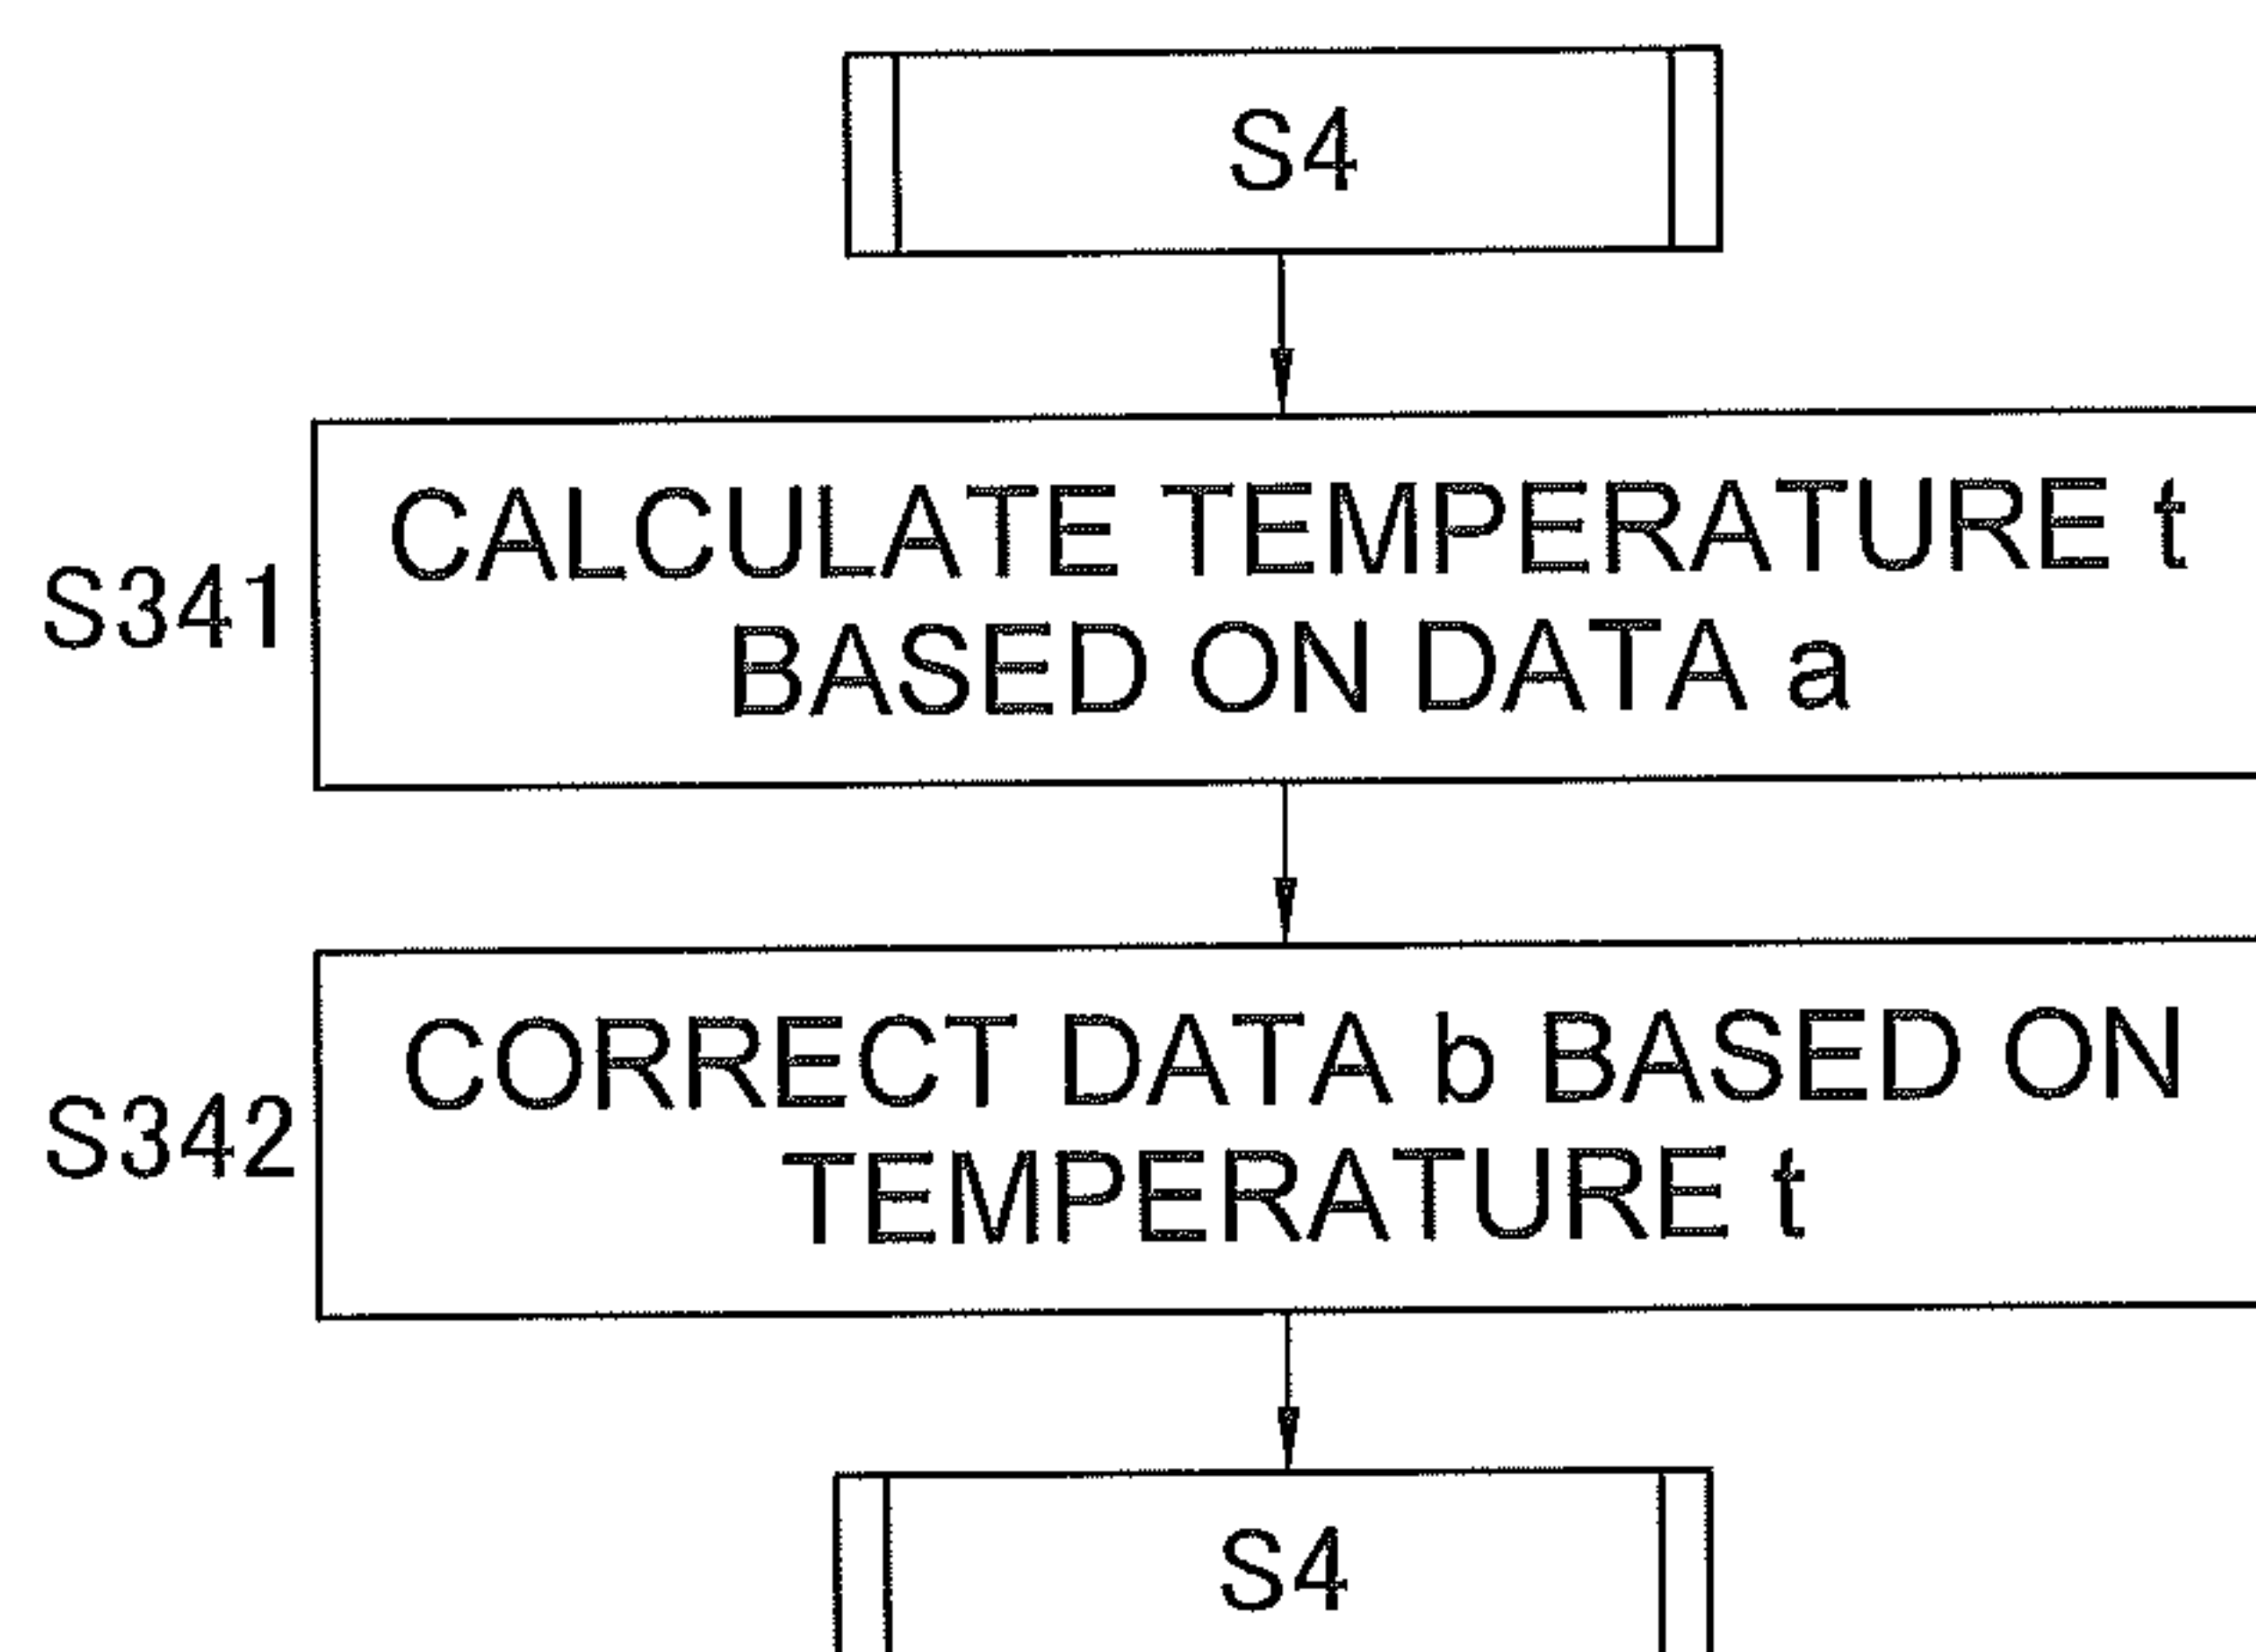 S4
S341
CALCULATE TEMPERATURE t
BASED ON DATA a
S342
CORRECT DATA b BASED ON
TEMPERATURE t
S4